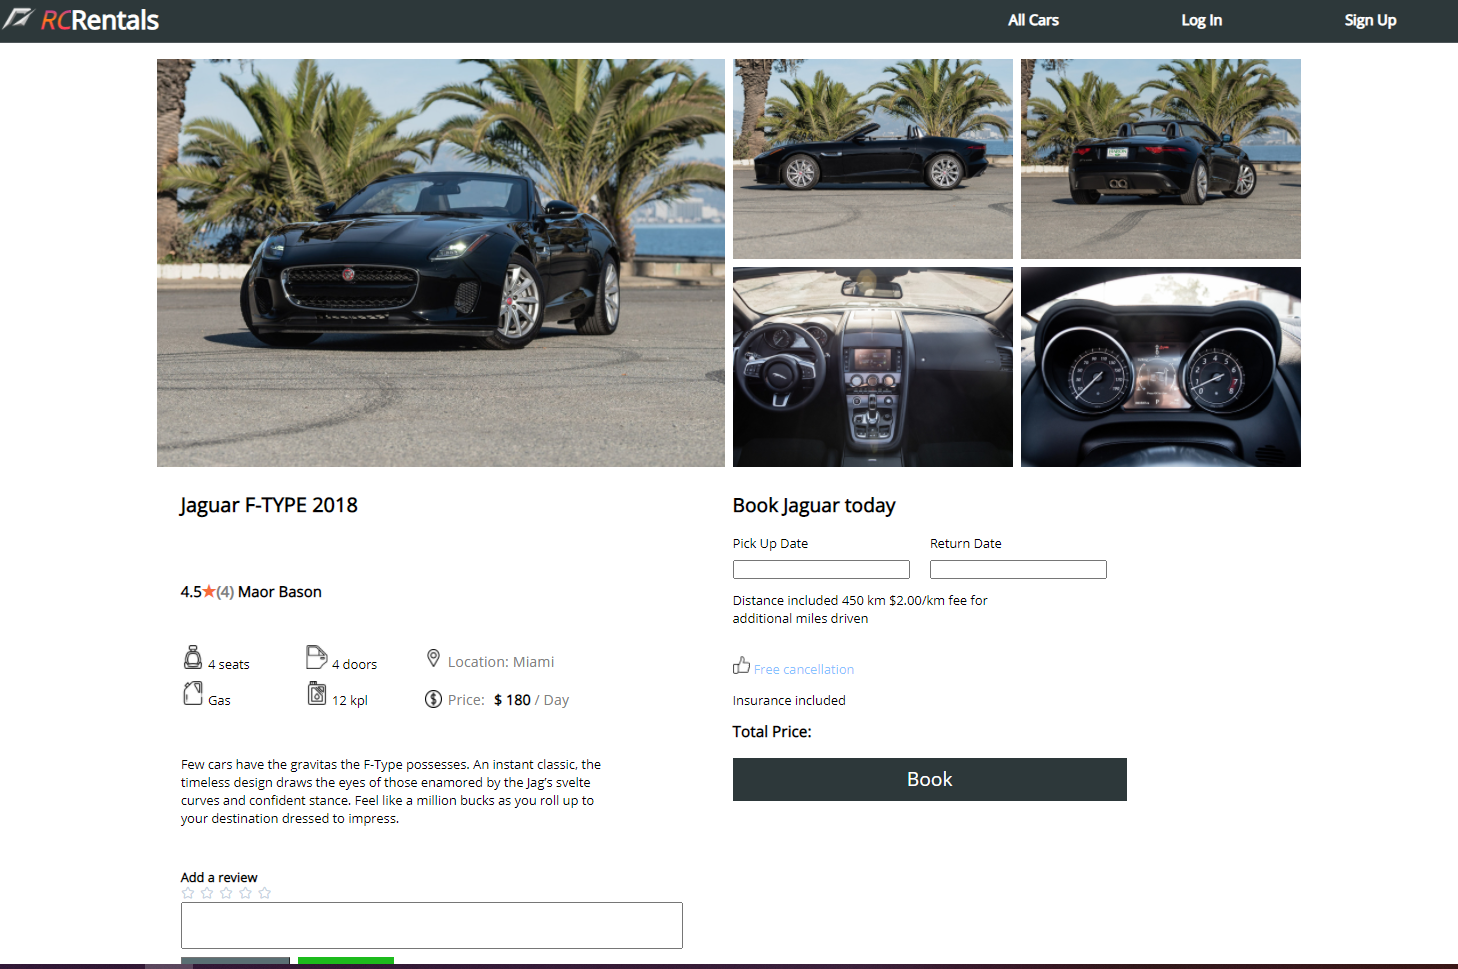 RCRentals
All Cars
Log In
Sign Up
Jaguar F-TYPE 2018
4.5★(4) Maor Bason
4 seats
4 doors
Location: Miami
Gas
12 kpl
Price: $ 180 / Day
Few cars have the gravitas the F-Type possesses. An instant classic, the
timeless design draws the eyes of those enamored by the Jag's svelte
curves and confident stance. Feel like a million bucks as you roll up to
your destination dressed to impress.
Add a review
Book Jaguar today
Pick Up Date
Return Date
Distance included 450 km $2.00/km fee for
additional miles driven
Free cancellation
Insurance included
Total Price:
Book